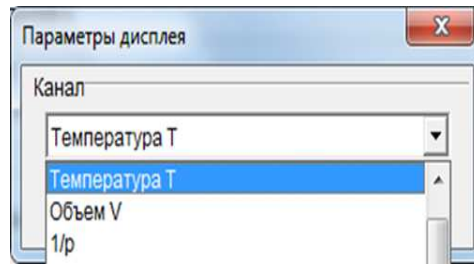 Параметры дисплея
Канал
Температура T
Температура T
Объем V
1/p